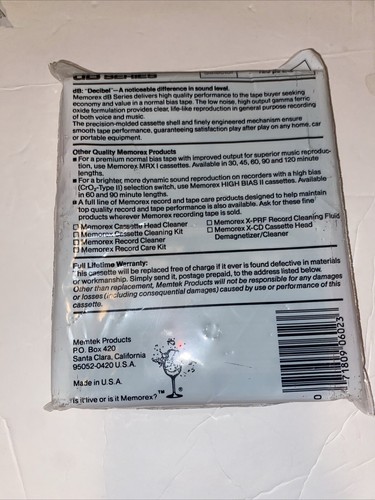 dB SERIES
dB: "Decibel"—A noticeable difference in sound level.
Memorex dB Series delivers high quality performance to the tape buyer seeking
economy and value in a normal bias tape. The low noise, high output gamma ferric
oxide formulation provides clear, life-like reproduction in general purpose recording
of both voice and music.
The precision-molded cassette shell and finely engineered mechanism ensure
smooth tape performance, guaranteeing satisfaction play after play on any home, car
or portable equipment.
Other Quality Memorex Products
■ For a premium normal bias tape with improved output for superior music reproduc-
tion, use Memorex MRX I cassettes. Available in 30, 45, 60, 90 and 120 minute
lengths.
■ For a brighter, more dynamic sound reproduction on recorders with a high bias
(CrO₂-Type II) selection switch, use Memorex HIGH BIAS II cassettes. Available
in 60 and 90 minute lengths.
■ A full line of Memorex record and tape care products designed to help maintain
top quality record and tape performance is also available. Ask for these fine
products wherever Memorex recording tape is sold.
□ Memorex Cassette Head Cleaner
□ Memorex Cassette Cleaning Kit
□ Memorex Record Cleaner
□ Memorex Record Care Kit
□ Memorex X-PRF Record Cleaning Fluid
□ Memorex X-CD Cassette Head
Demagnetizer/Cleaner
Full Lifetime Warranty:
This cassette will be replaced free of charge if it ever is found defective in materials
or workmanship. Simply send it, postage prepaid, to the address listed below.
Other than replacement, Memtek Products will not be responsible for any damages
or losses (including consequential damages) caused by use or performance of this
cassette.
Memtek Products
P.O. Box 420
Santa Clara, California
95052-0420 U.S.A.
Made in U.S.A.
Is it live or is it Memorex?™
®
0 71809 06023